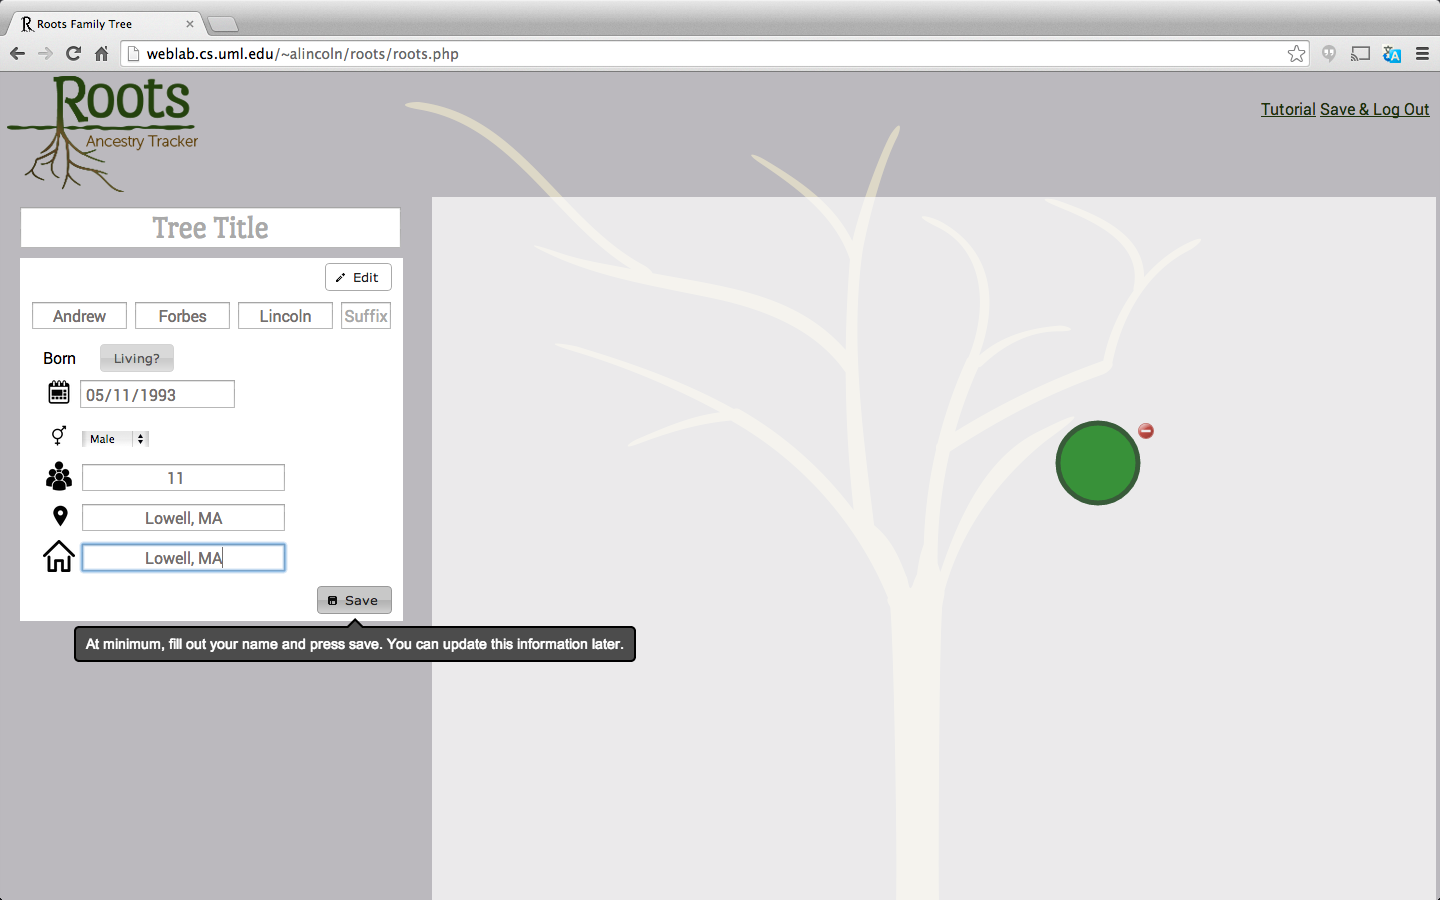 Roots Family Tree
weblab.cs.uml.edu/~alincoln/roots/roots.php
Roots
Ancestry Tracker
Tutorial Save & Log Out
Tree Title
Edit
Andrew Forbes Lincoln Suffix
Born Living?
05/11/1993
Male
11
Lowell, MA
Lowell, MA
Save
At minimum, fill out your name and press save. You can update this information later.